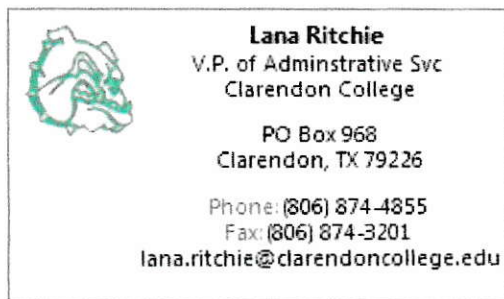 Lana Ritchie
V.P. of Adminstrative Svc
Clarendon College
PO Box 968
Clarendon, TX 79226
Phone: (806) 874-4855
Fax: (806) 874-3201
lana.ritchie@clarendoncollege.edu